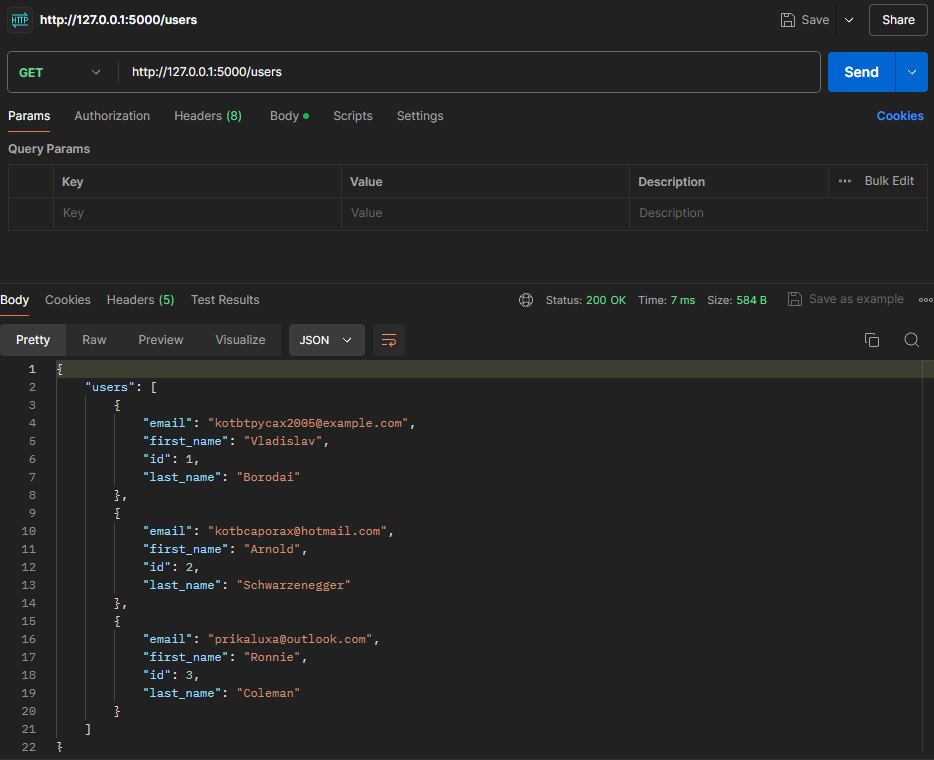 HTTP http://127.0.0.1:5000/users Save Share
GET http://127.0.0.1:5000/users Send
Params Authorization Headers (8) Body Scripts Settings Cookies
Query Params
Key Value Description ••• Bulk Edit
Key Value Description
Body Cookies Headers (5) Test Results Status: 200 OK Time: 7 ms Size: 584 B Save as example •••
Pretty Raw Preview Visualize JSON
1 {
2 "users": [
3 {
4 "email": "kotbtpycax2005@example.com",
5 "first_name": "Vladislav",
6 "id": 1,
7 "last_name": "Borodai"
8 },
9 {
10 "email": "kotbcaporax@hotmail.com",
11 "first_name": "Arnold",
12 "id": 2,
13 "last_name": "Schwarzenegger"
14 },
15 {
16 "email": "prikaluxa@outlook.com",
17 "first_name": "Ronnie",
18 "id": 3,
19 "last_name": "Coleman"
20 }
21 ]
22 }